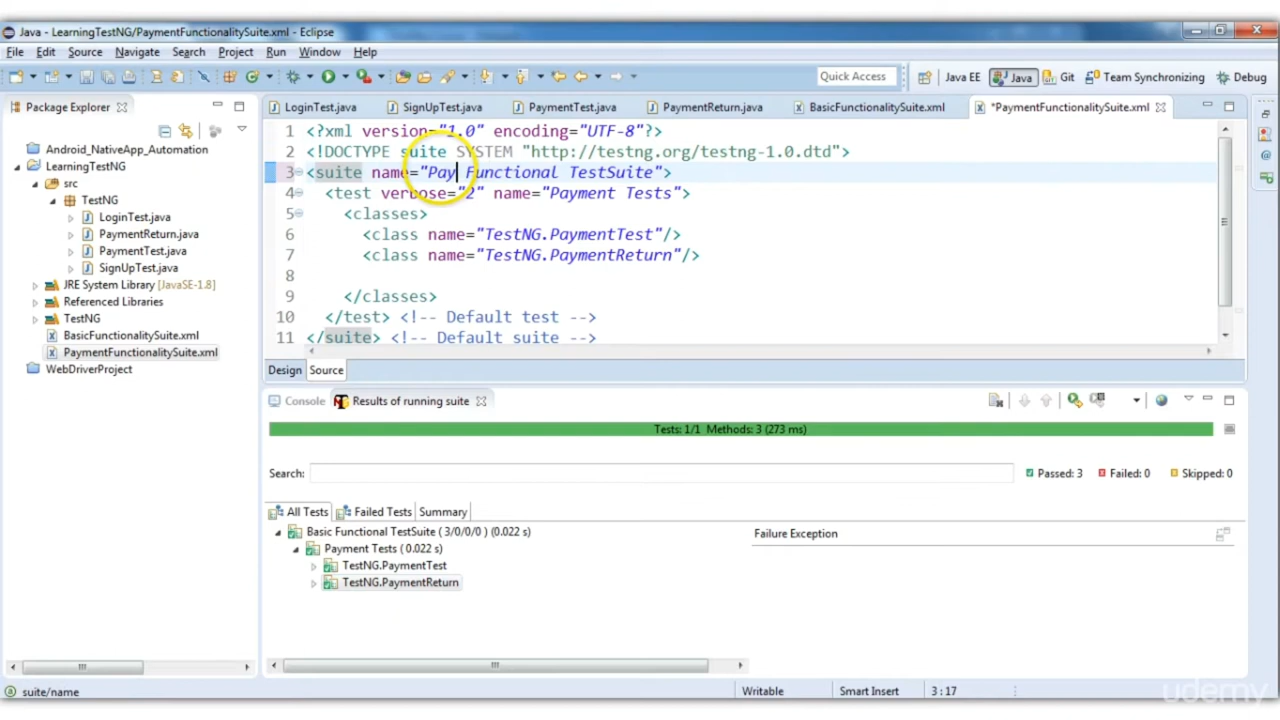 Java - LearningTestNG/PaymentFunctionalitySuite.xml - Eclipse
File Edit Source Navigate Search Project Run Window Help
Quick Access Java EE Java Git Team Synchronizing Debug
Package Explorer
LoginTest.java SignUpTest.java PaymentTest.java PaymentReturn.java BasicFunctionalitySuite.xml *PaymentFunctionalitySuite.xml
Android_NativeApp_Automation
LearningTestNG
src
TestNG
LoginTest.java
PaymentReturn.java
PaymentTest.java
SignUpTest.java
JRE System Library [JavaSE-1.8]
Referenced Libraries
TestNG
BasicFunctionalitySuite.xml
PaymentFunctionalitySuite.xml
WebDriverProject
1 <?xml version="1.0" encoding="UTF-8"?>
2 <!DOCTYPE suite SYSTEM "http://testng.org/testng-1.0.dtd">
3 <suite name="Pay Functional TestSuite">
4 <test verbose="2" name="Payment Tests">
5 <classes>
6 <class name="TestNG.PaymentTest"/>
7 <class name="TestNG.PaymentReturn"/>
8
9 </classes>
10 </test> <!-- Default test -->
11 </suite> <!-- Default suite -->
Design Source
Console Results of running suite
Tests: 1/1 Methods: 3 (273 ms)
Search: Passed: 3 Failed: 0 Skipped: 0
All Tests Failed Tests Summary
Basic Functional TestSuite ( 3/0/0/0 ) (0.022 s)
Payment Tests ( 0.022 s)
TestNG.PaymentTest
TestNG.PaymentReturn
Failure Exception
suite/name Writable Smart Insert 3 : 17
udemy